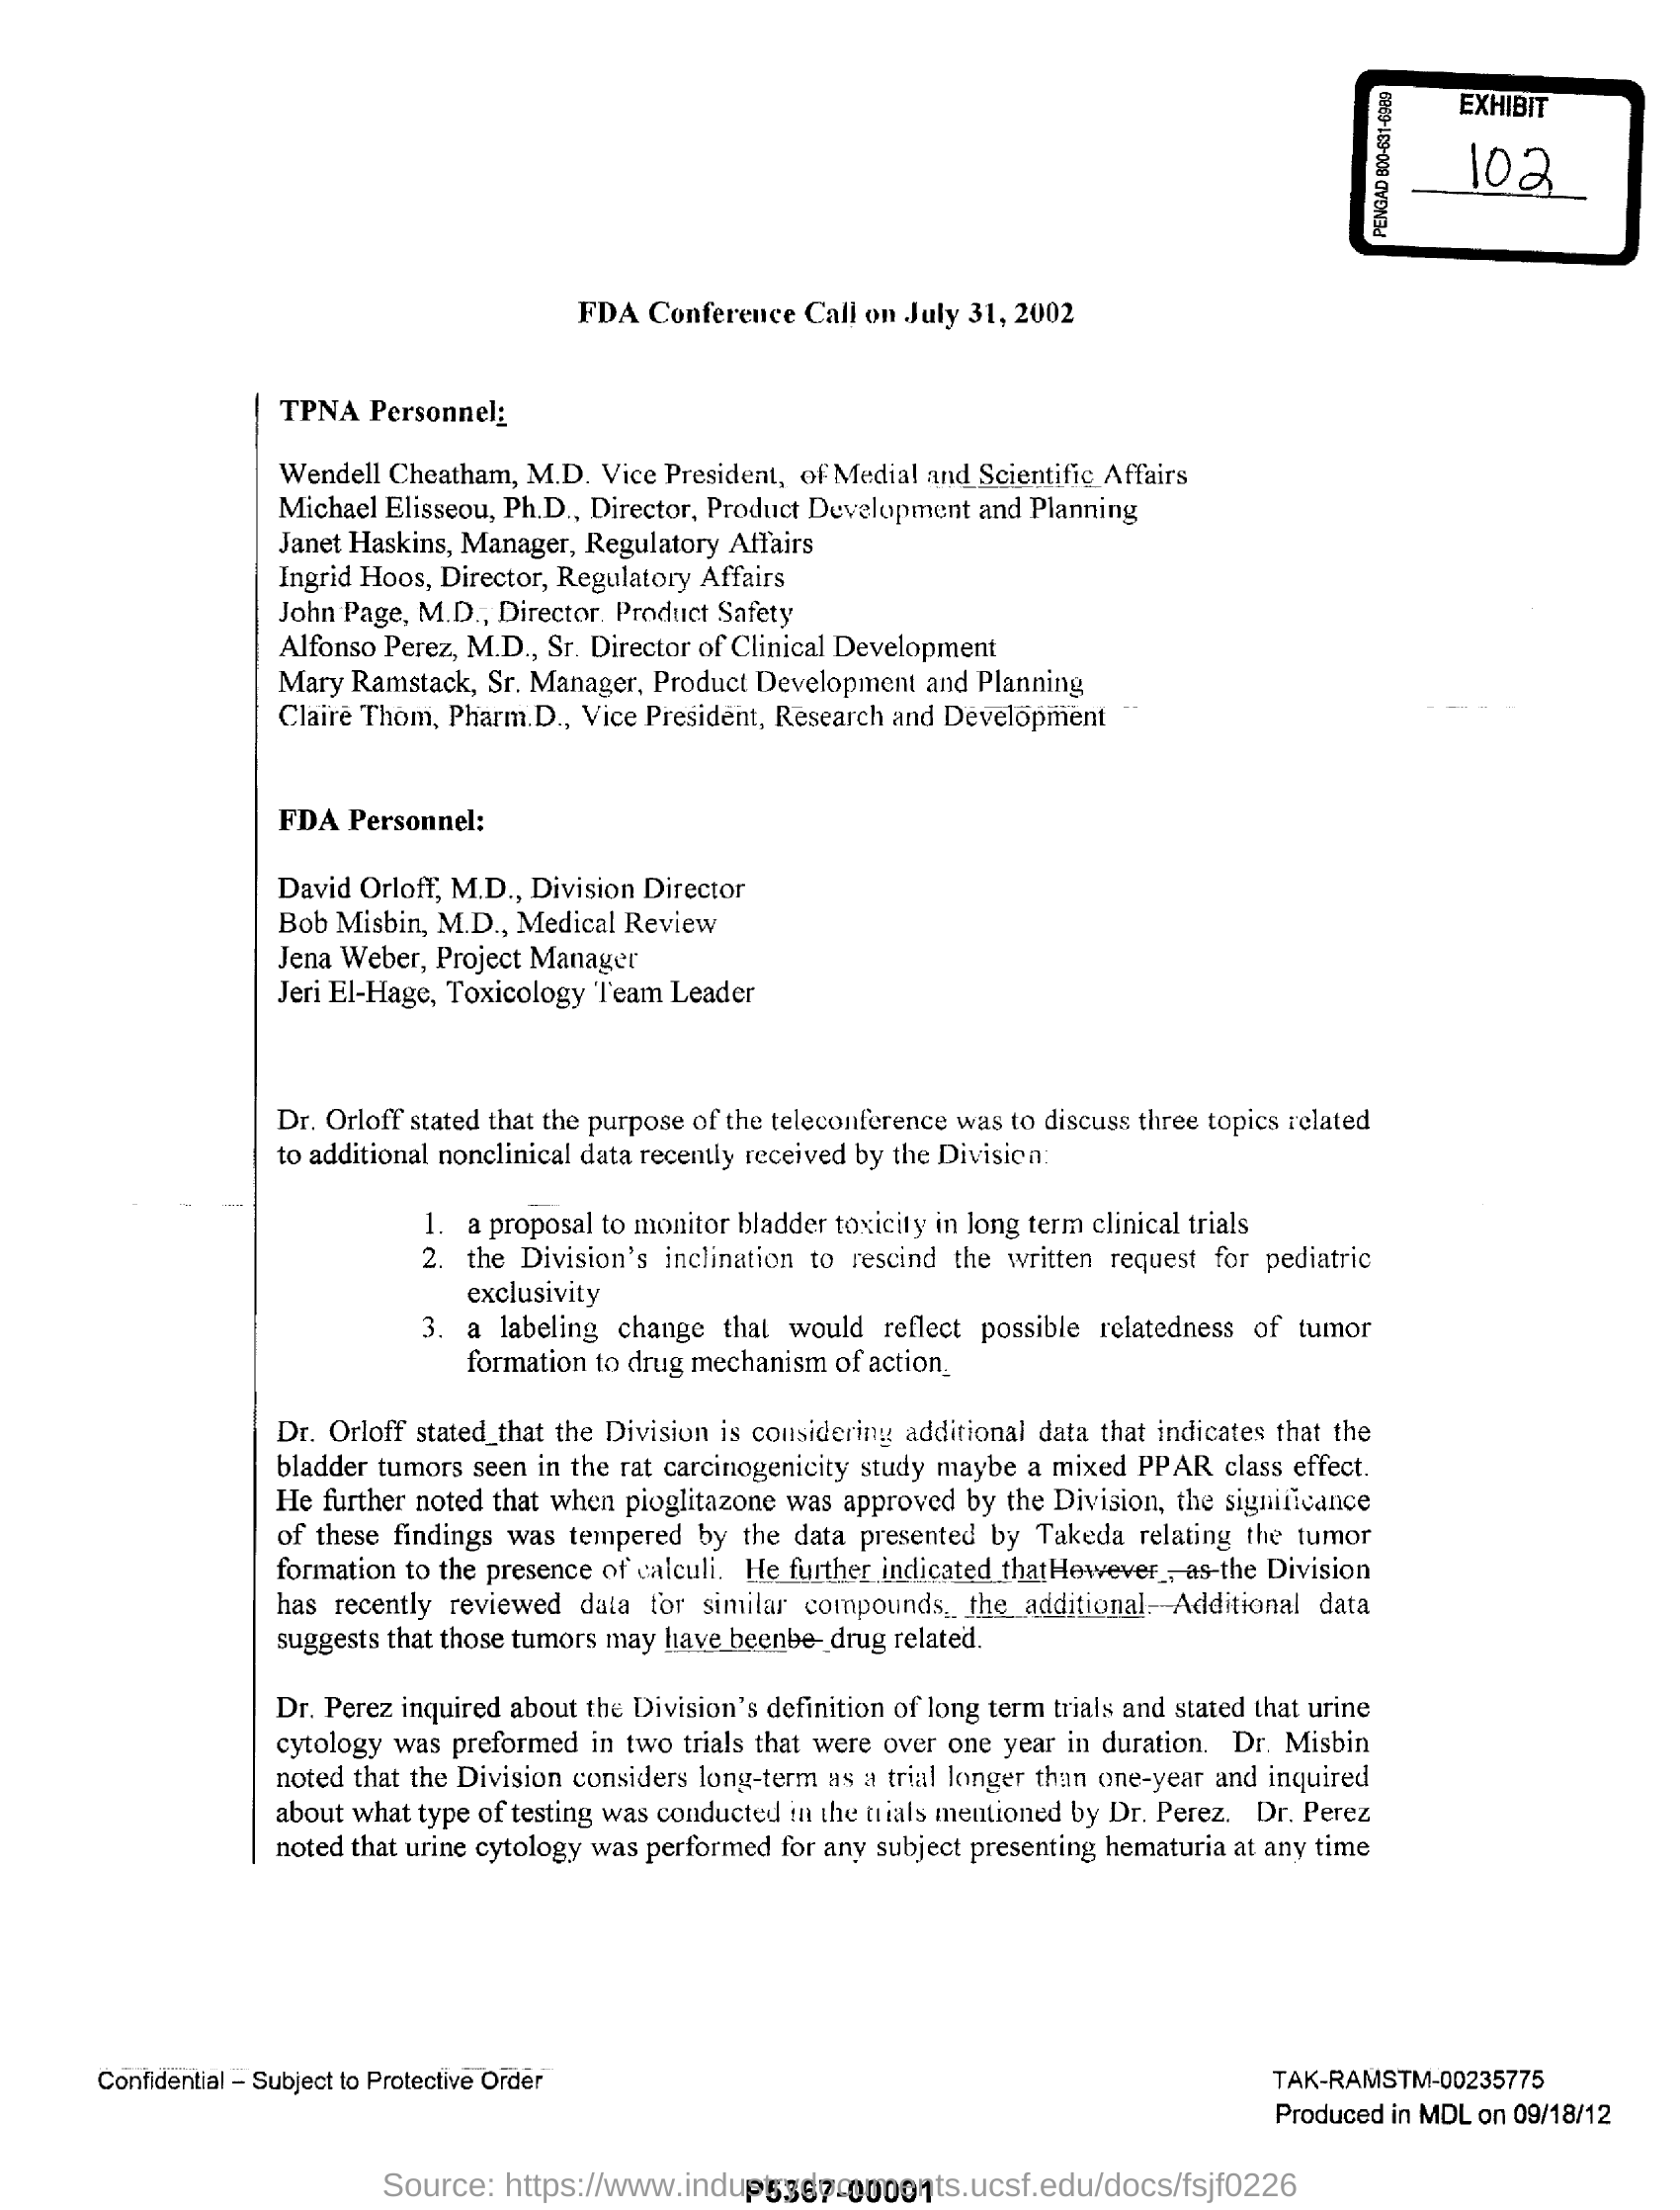 EXHIBIT
102
PENGAD 800-631-6989
FDA Conference Call on July 31, 2002
TPNA Personnel:
Wendell Cheatham, M.D. Vice President, of Medial and Scientific Affairs
Michael Elisseou, Ph.D., Director, Product Development and Planning
Janet Haskins, Manager, Regulatory Affairs
Ingrid Hoos, Director, Regulatory Affairs
John Page, M.D., Director. Product Safety
Alfonso Perez, M.D., Sr. Director of Clinical Development
Mary Ramstack, Sr. Manager, Product Development and Planning
Claire Thom, Pharm.D., Vice President, Research and Development
FDA Personnel:
David Orloff, M.D., Division Director
Bob Misbin, M.D., Medical Review
Jena Weber, Project Manager
Jeri El-Hage, Toxicology Team Leader
Dr. Orloff stated that the purpose of the teleconference was to discuss three topics related
to additional nonclinical data recently received by the Division:
1. a proposal to monitor bladder toxicity in long term clinical trials
2. the Division's inclination to rescind the written request for pediatric
exclusivity
3. a labeling change that would reflect possible relatedness of tumor
formation to drug mechanism of action.
Dr. Orloff stated that the Division is considering additional data that indicates that the
bladder tumors seen in the rat carcinogenicity study maybe a mixed PPAR class effect.
He further noted that when pioglitazone was approved by the Division, the significance
of these findings was tempered by the data presented by Takeda relating the tumor
formation to the presence of calculi. He further indicated thatHowever , as the Division
has recently reviewed data for similar compounds, the additional. Additional data
suggests that those tumors may have beenbe drug related.
Dr. Perez inquired about the Division's definition of long term trials and stated that urine
cytology was preformed in two trials that were over one year in duration. Dr. Misbin
noted that the Division considers long-term as a trial longer than one-year and inquired
about what type of testing was conducted in the trials mentioned by Dr. Perez. Dr. Perez
noted that urine cytology was performed for any subject presenting hematuria at any time
Confidential – Subject to Protective Order
TAK-RAMSTM-00235775
Produced in MDL on 09/18/12
Source: https://www.industrydocuments.ucsf.edu/docs/fsjf0226
P5367-00001